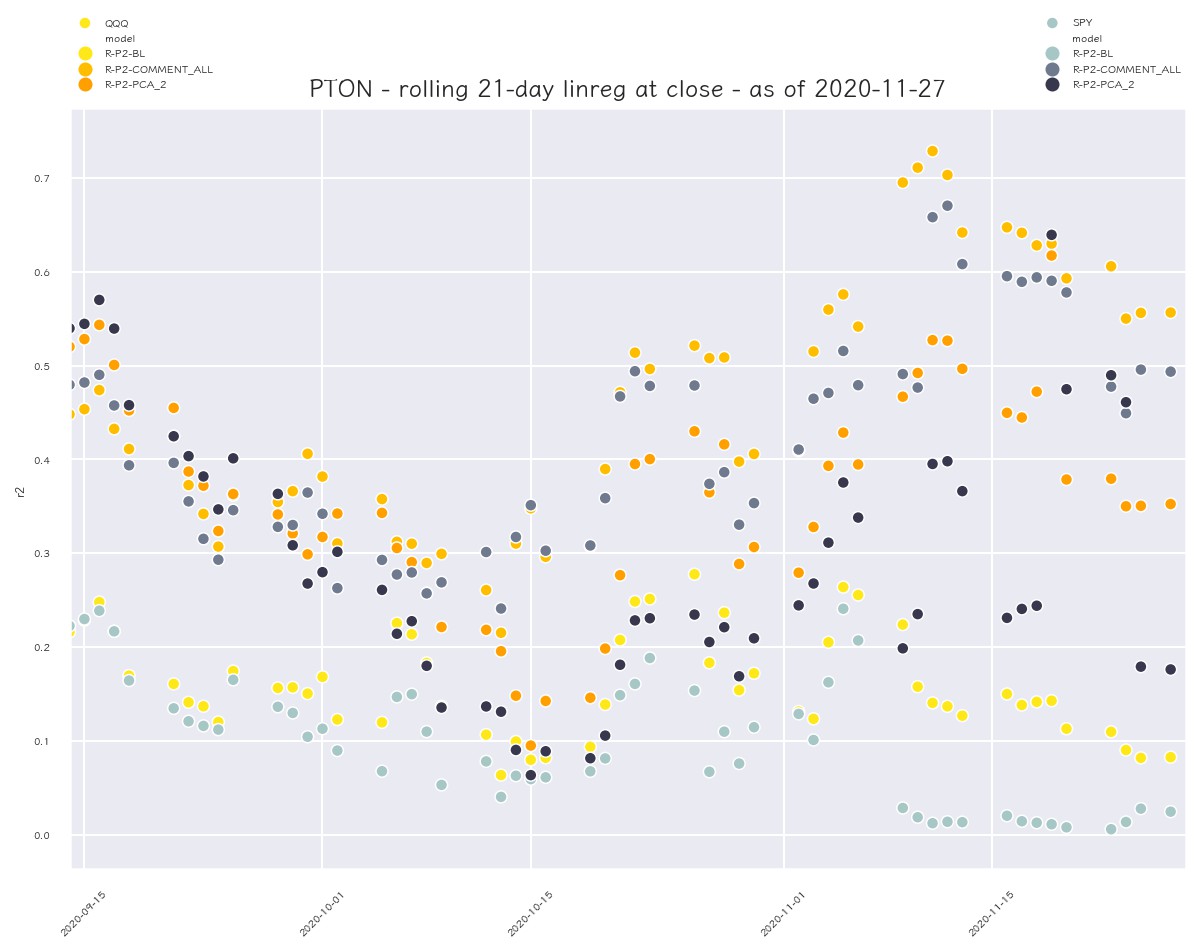 QQQ
model
R-P2-BL
R-P2-COMMENT_ALL
R-P2-PCA_2
SPY
model
R-P2-BL
R-P2-COMMENT_ALL
R-P2-PCA_2
PTON - rolling 21-day linreg at close - as of 2020-11-27
r2
0.7
0.6
0.5
0.4
0.3
0.2
0.1
0.0
2020-09-15
2020-10-01
2020-10-15
2020-11-01
2020-11-15